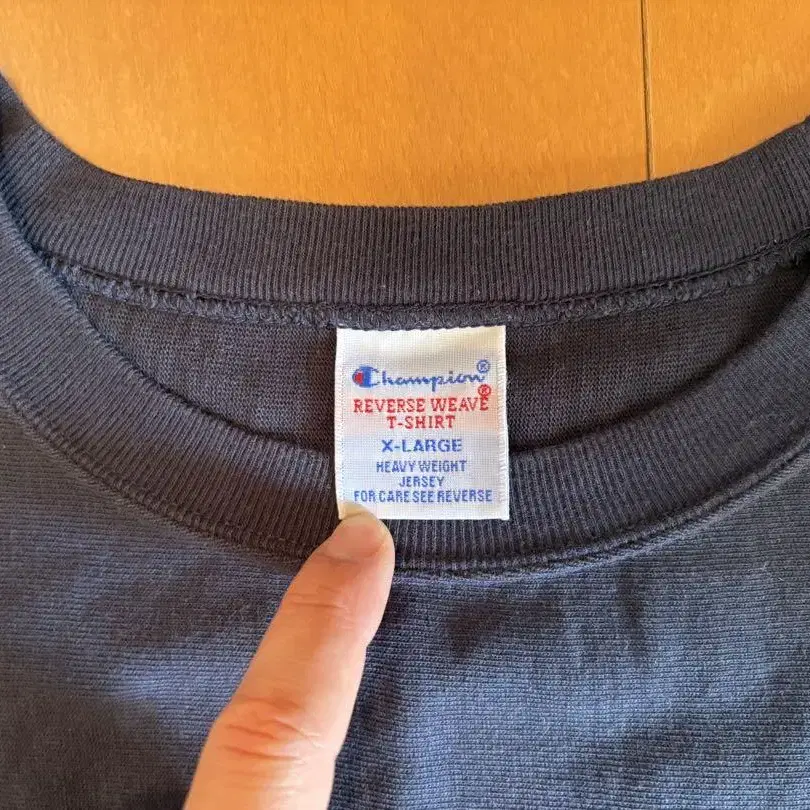 Champion®
REVERSE WEAVE®
T-SHIRT
X-LARGE
HEAVY WEIGHT
JERSEY
FOR CARE SEE REVERSE